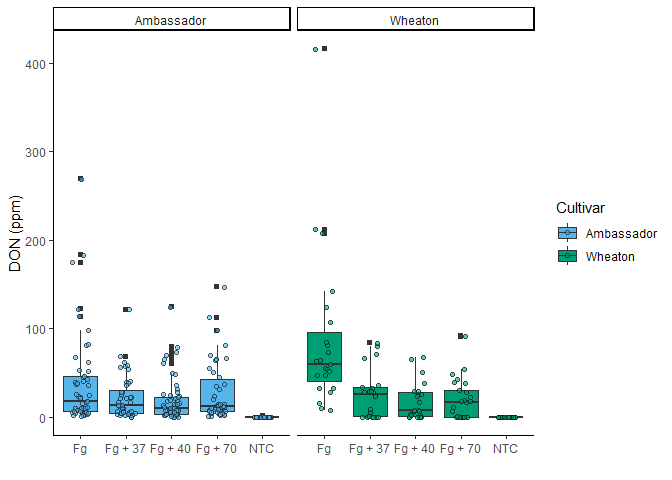 Ambassador Wheaton
400
300
200
100
0
DON (ppm)
Fg Fg + 37 Fg + 40 Fg + 70 NTC Fg Fg + 37 Fg + 40 Fg + 70 NTC
Cultivar
Ambassador
Wheaton